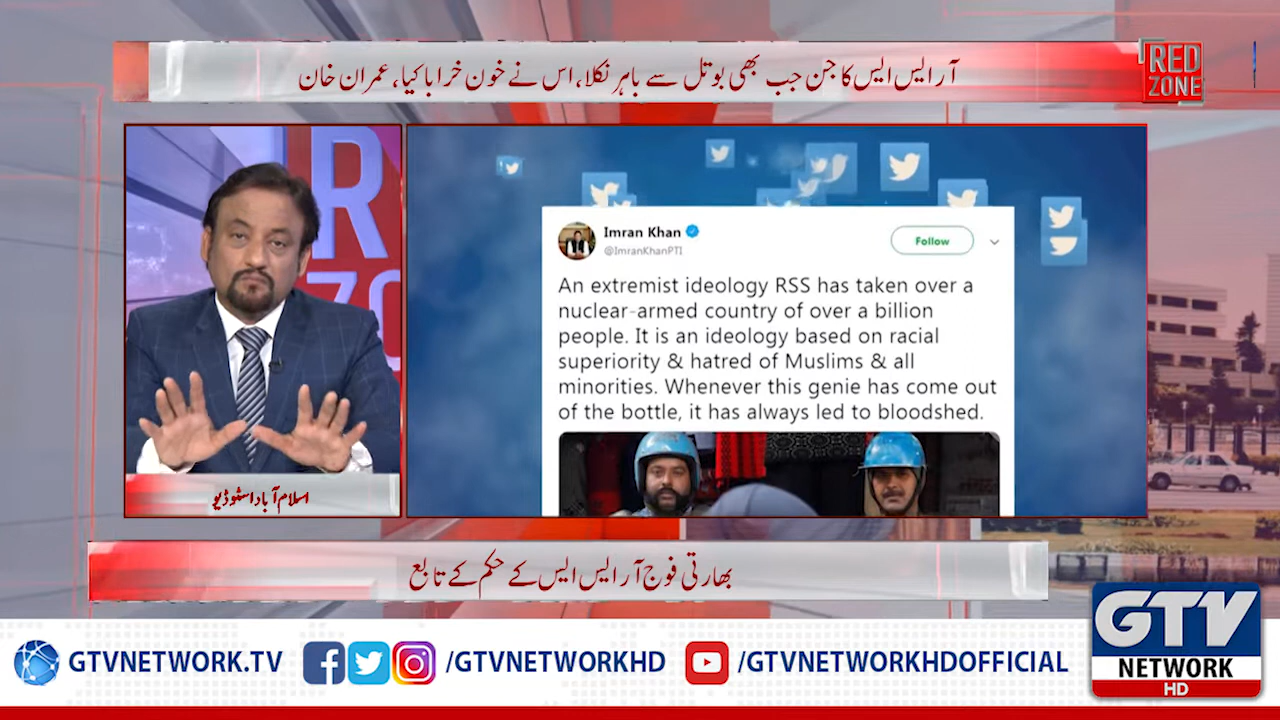 آر ایس ایس کا جن جب بھی بوتل سے باہر نکلا، اس نے خون خرابا کیا، عمران خان
RED
ZONE
R
ZO
Imran Khan
@ImranKhanPTI
Follow
An extremist ideology RSS has taken over a
nuclear-armed country of over a billion
people. It is an ideology based on racial
superiority & hatred of Muslims & all
minorities. Whenever this genie has come out
of the bottle, it has always led to bloodshed.
اسلام آباد اسٹوڈیو
بھارتی فوج آر ایس ایس کے حکم کے تابع
GTVNETWORK.TV
/GTVNETWORKHD
/GTVNETWORKHDOFFICIAL
GTV
NETWORK
HD